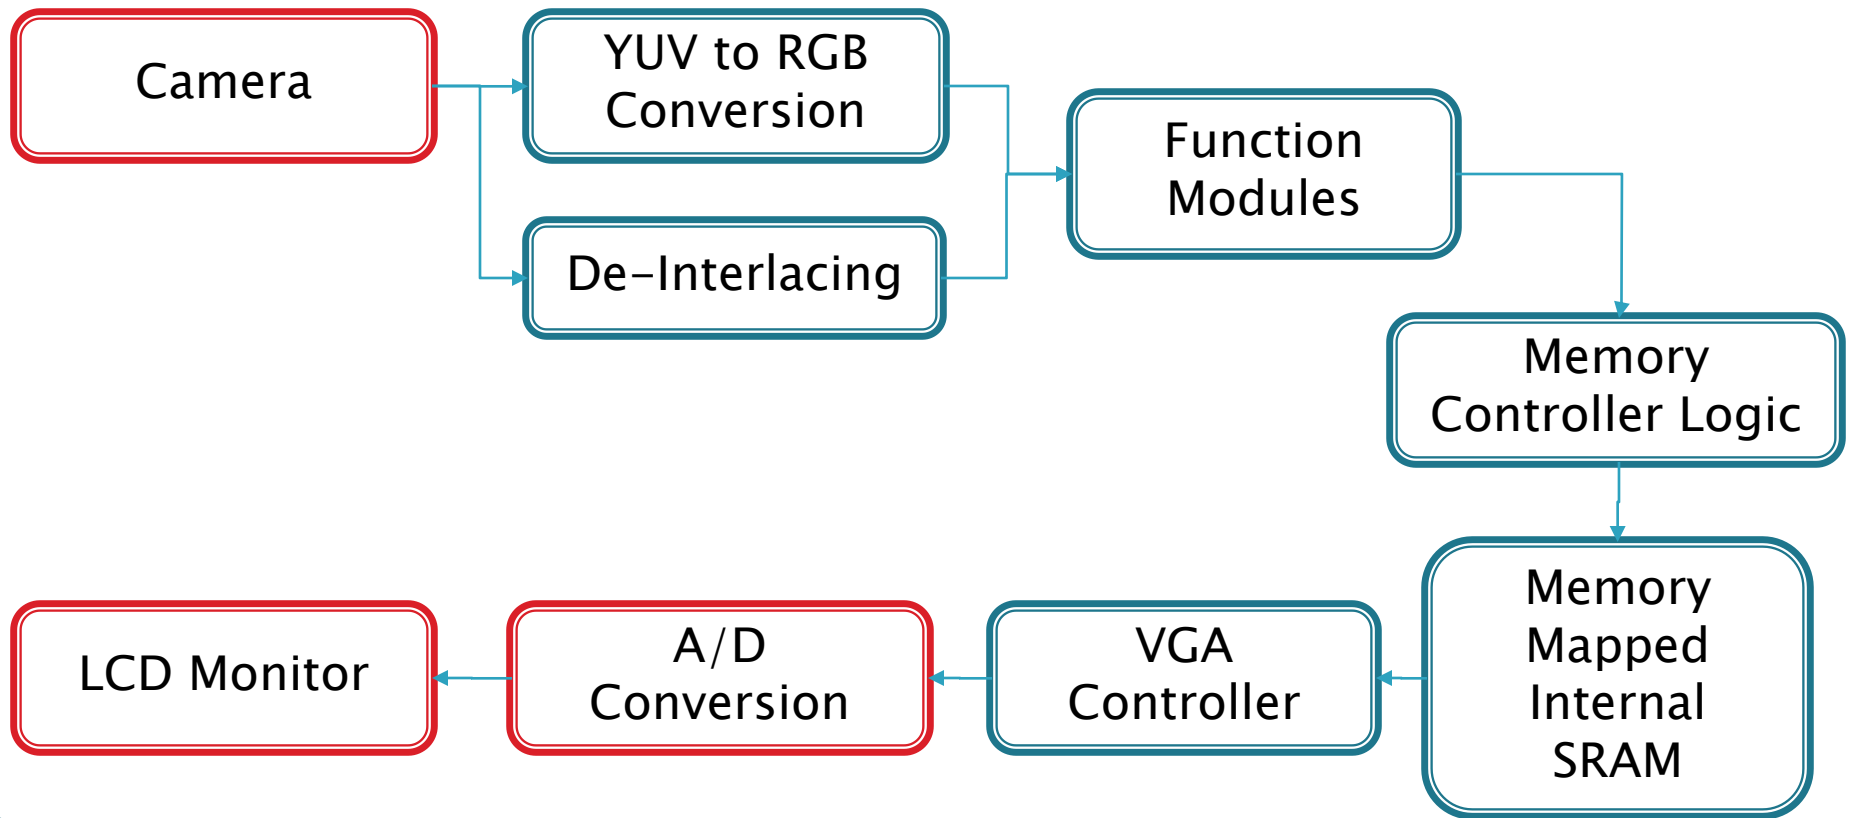 Camera
YUV to RGB
Conversion
De-Interlacing
Function
Modules
Memory
Controller Logic
Memory
Mapped
Internal
SRAM
VGA
Controller
A/D
Conversion
LCD Monitor